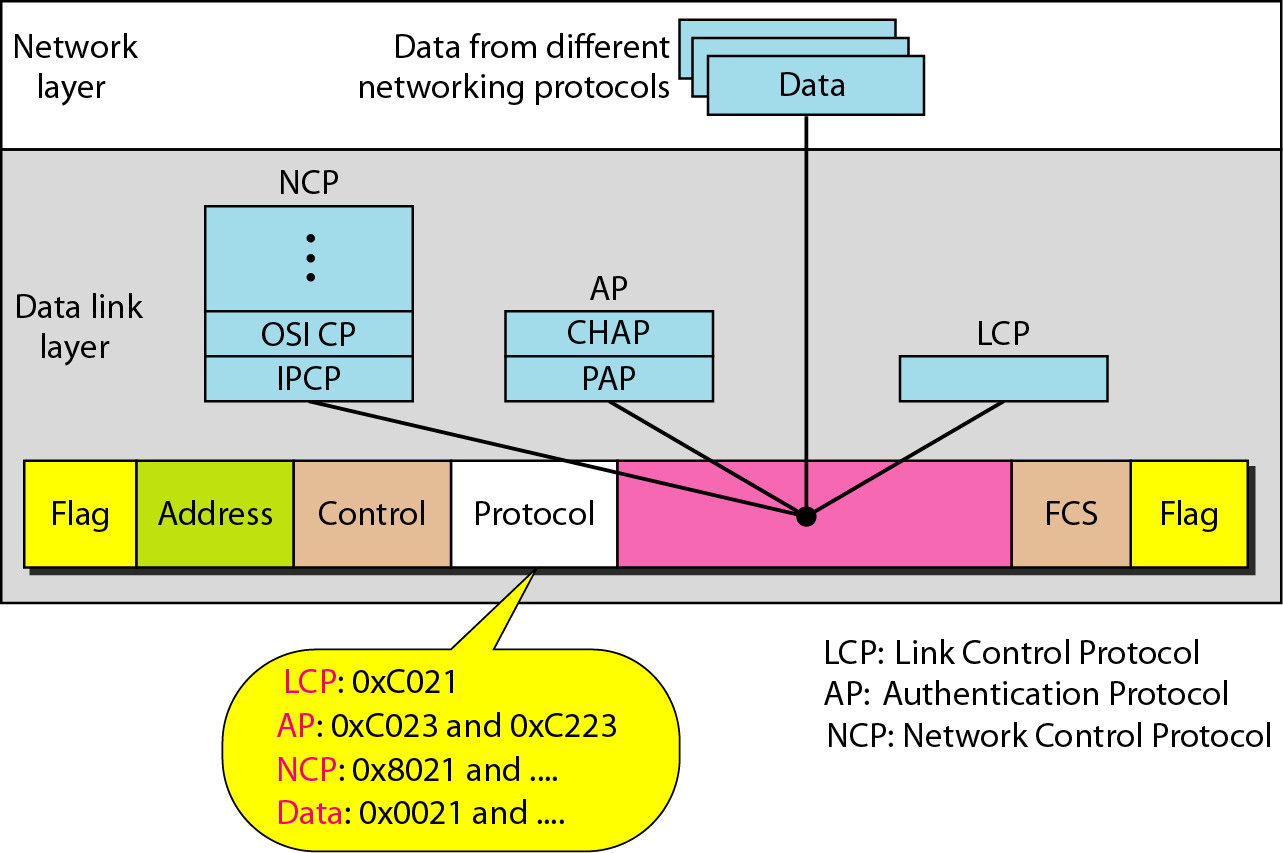 Network
layer
Data from different
networking protocols
Data
NCP
Data link
layer
OSI CP
IPCP
AP
CHAP
PAP
LCP
Flag
Address
Control
Protocol
FCS
Flag
LCP: 0xC021
AP: 0xC023 and 0xC223
NCP: 0x8021 and ....
Data: 0x0021 and ....
LCP: Link Control Protocol
AP: Authentication Protocol
NCP: Network Control Protocol